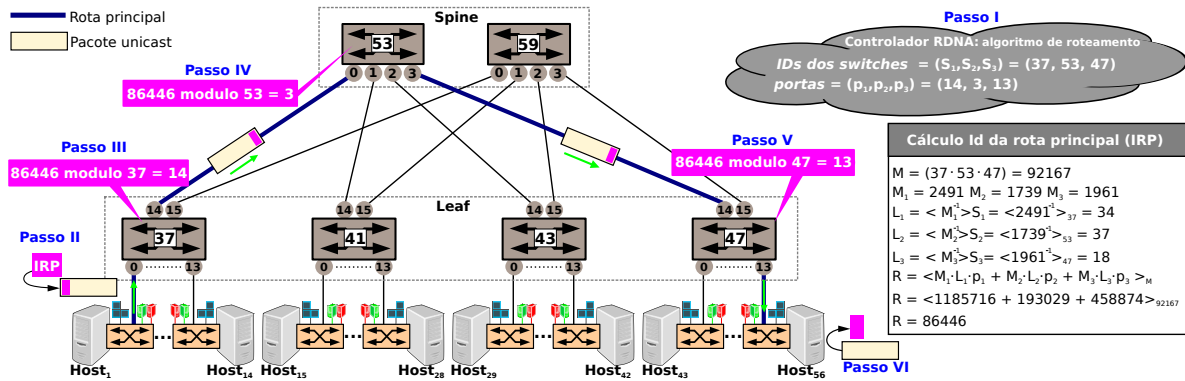 Rota principal
Pacote unicast
Spine
53
59
0 1 2 3
0 1 2 3
Passo I
Controlador RDNA: algoritmo de roteamento
IDs dos switches = (S₁,S₂,S₃) = (37, 53, 47)
portas = (p₁,p₂,p₃) = (14, 3, 13)
Passo IV
86446 modulo 53 = 3
Passo III
86446 modulo 37 = 14
Passo V
86446 modulo 47 = 13
Leaf
14 15
14 15
14 15
14 15
37
41
43
47
0 ........ 13
0 ........ 13
0 ........ 13
0 ........ 13
Passo II
IRP
... ... ... ...
Host₁
Host₁₄
Host₁₅
Host₂₈
Host₂₉
Host₄₂
Host₄₃
Host₅₆
Passo VI
Cálculo Id da rota principal (IRP)
M = (37·53·47) = 92167
M₁ = 2491 M₂ = 1739 M₃ = 1961
L₁ = < M₁⁻¹>S₁= <2491⁻¹>₃₇ = 34
L₂ = < M₂⁻¹>S₂= <1739⁻¹>₅₃ = 37
L₃ = < M₃⁻¹>S₃= <1961⁻¹>₄₇ = 18
R = <M₁·L₁·p₁ + M₂·L₂·p₂ + M₃·L₃·p₃ >M
R = <1185716 + 193029 + 458874>₉₂₁₆₇
R = 86446